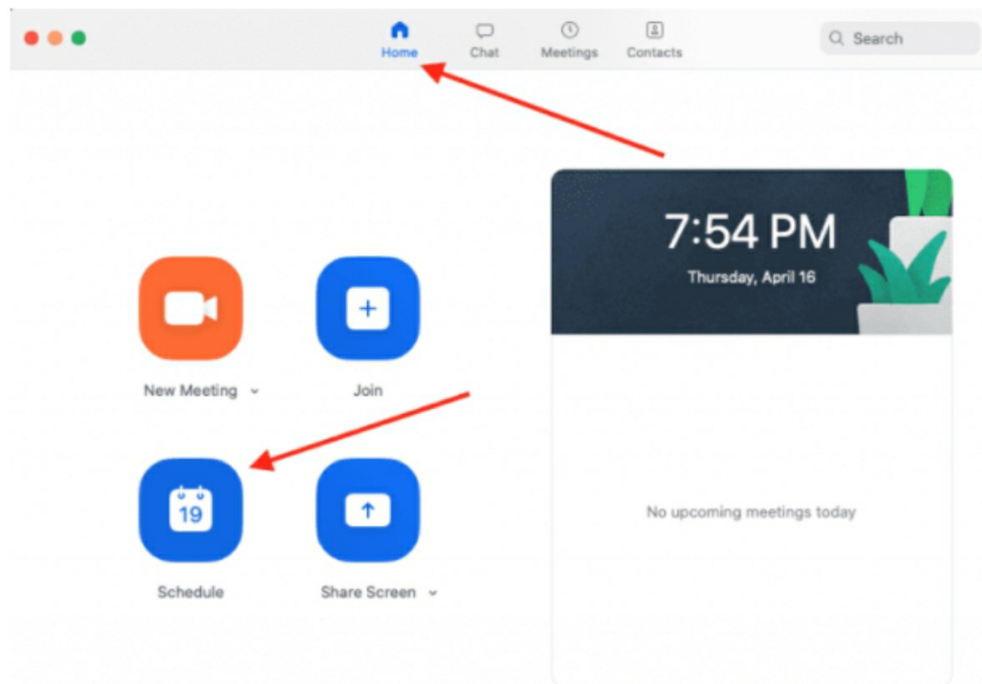 Home
Chat
Meetings
Contacts
Search
7:54 PM
Thursday, April 16
New Meeting
Join
19
Schedule
Share Screen
No upcoming meetings today